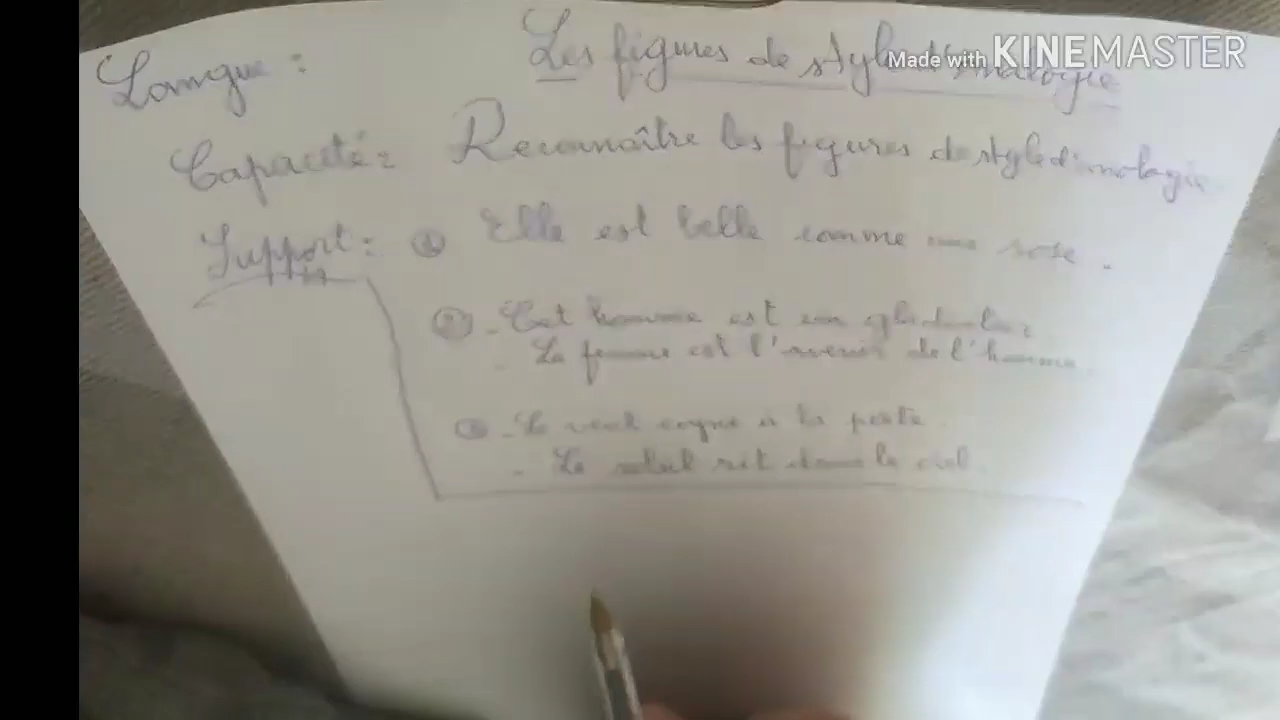 Langue : Les figures de style d'analogie
Made with KINEMASTER
Capacité : Reconnaître les figures de style d'analogie
Support : ① Elle est belle comme une rose .
② - Cet homme est un gladiateur
- La femme est l'avenir de l'homme.
③ - Le vent cogne à la porte .
- Le soleil rit dans le ciel.